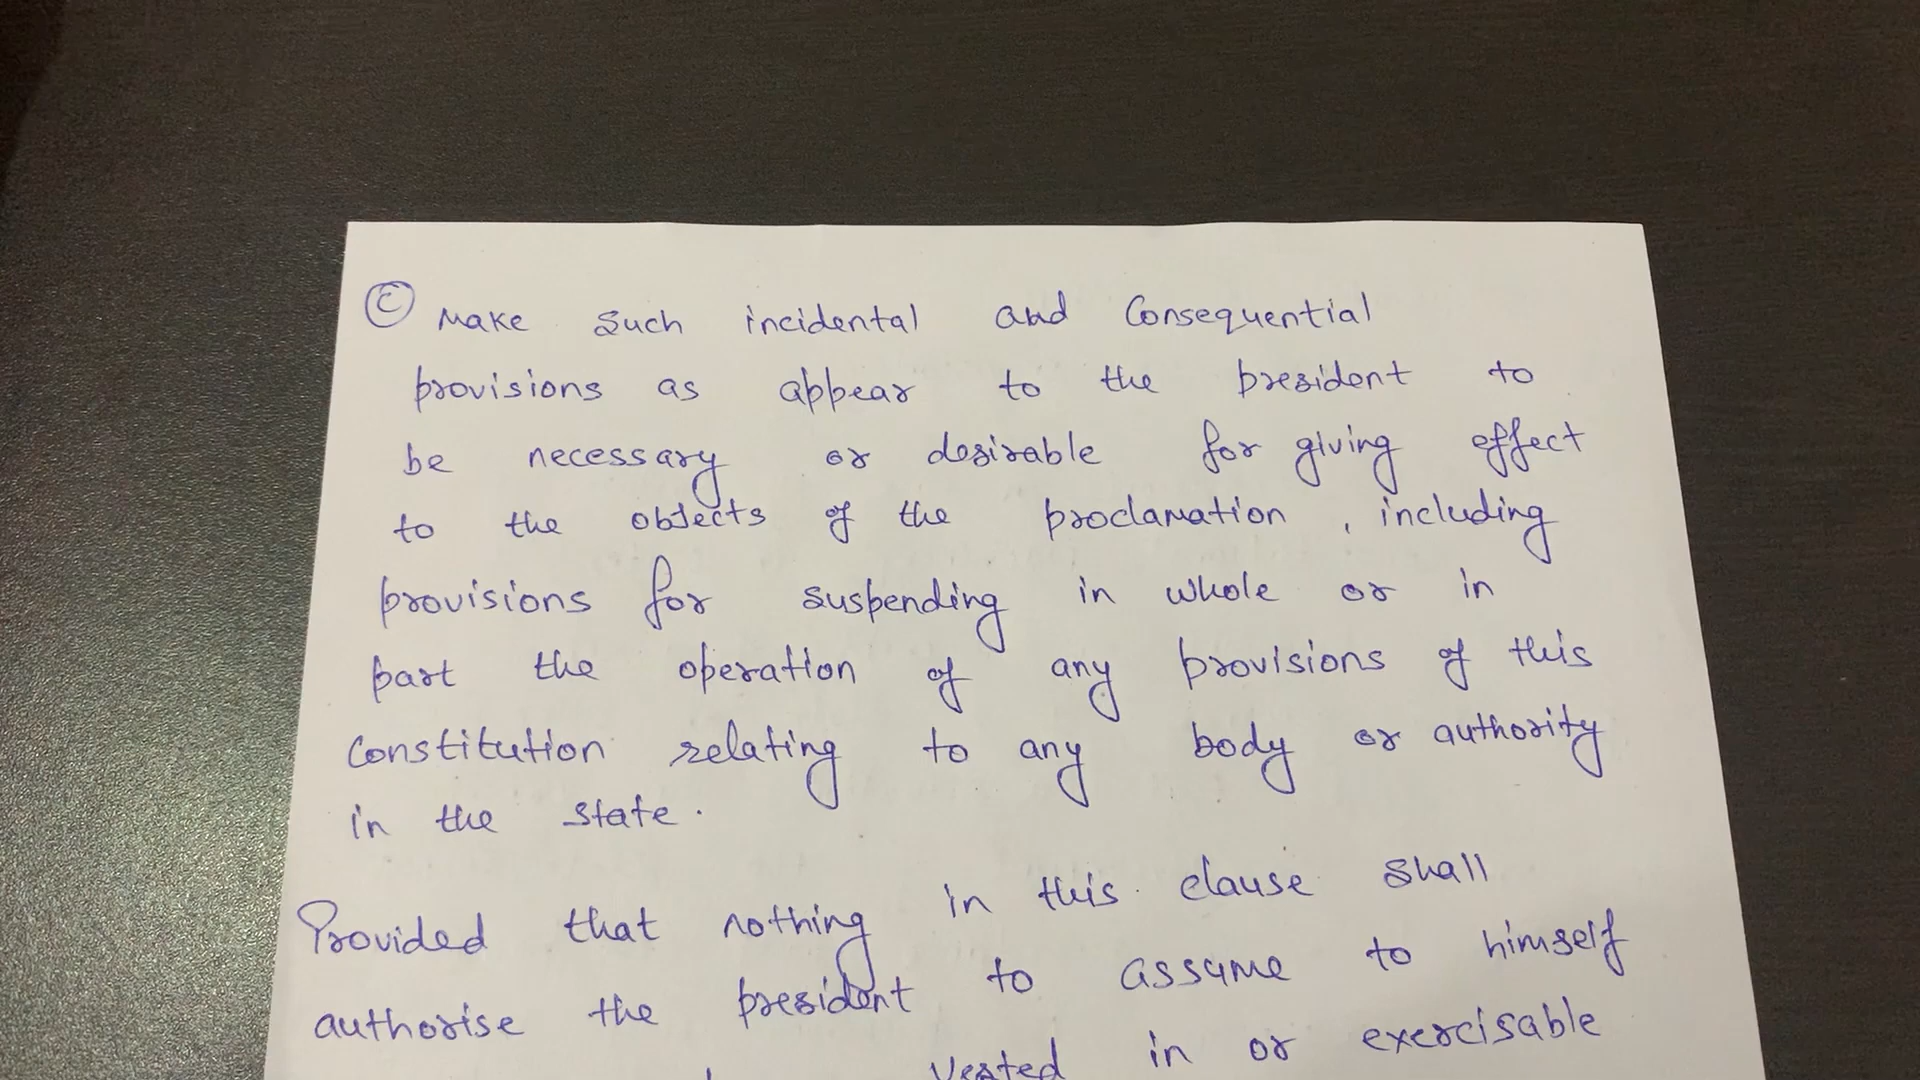 © Make such incidental and Consequential
provisions as appear to the president to
be necessary or desirable for giving effect
to the objects of the proclamation , including
provisions for suspending in whole or in
part the operation of any provisions of this
Constitution relating to any body or authority
in the state.
Provided that nothing in this clause shall
authorise the president to assume to himself
vested in or exercisable